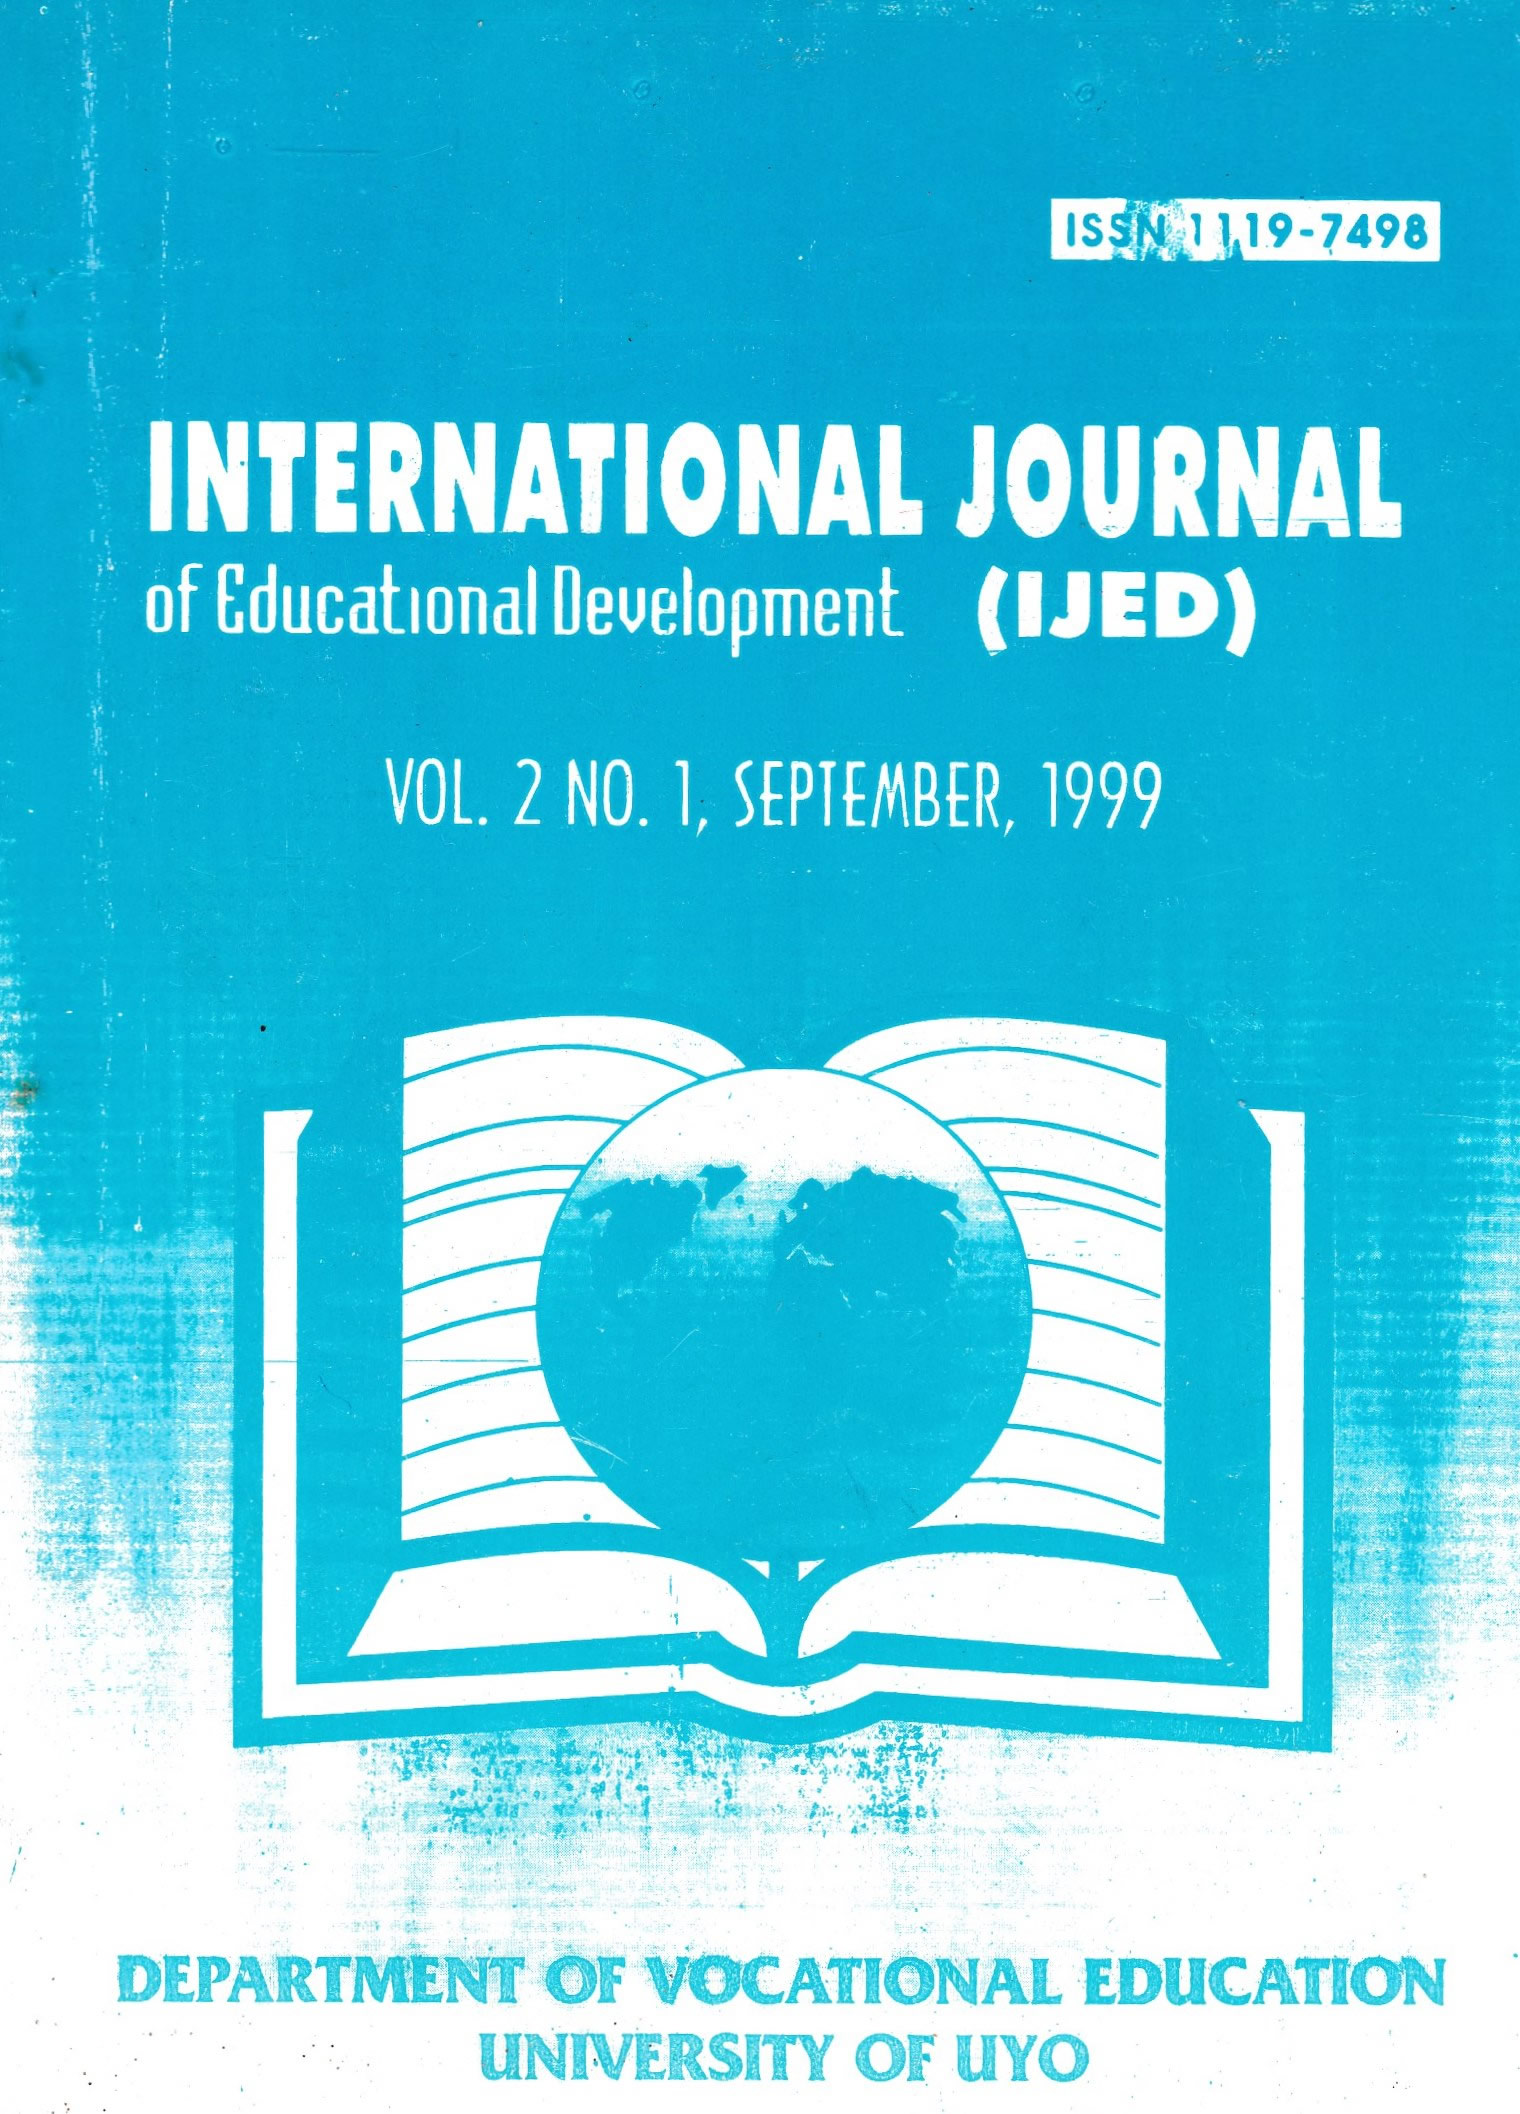 ISSN 1119-7498
INTERNATIONAL JOURNAL
of Educational Development (IJED)
VOL. 2 NO. 1, SEPTEMBER, 1999
DEPARTMENT OF VOCATIONAL EDUCATION
UNIVERSITY OF UYO